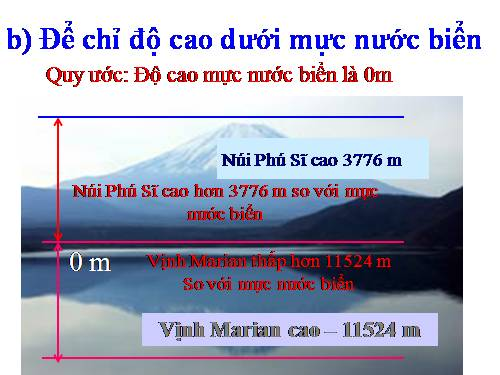 b) Để chỉ độ cao dưới mực nước biển
Quy ước: Độ cao mực nước biển là 0m
Núi Phú Sĩ cao 3776 m
Núi Phú Sĩ cao hơn 3776 m so với mực
nước biển
0 m
Vịnh Marian thấp hơn 11524 m
So với mực nước biển
Vịnh Marian cao – 11524 m